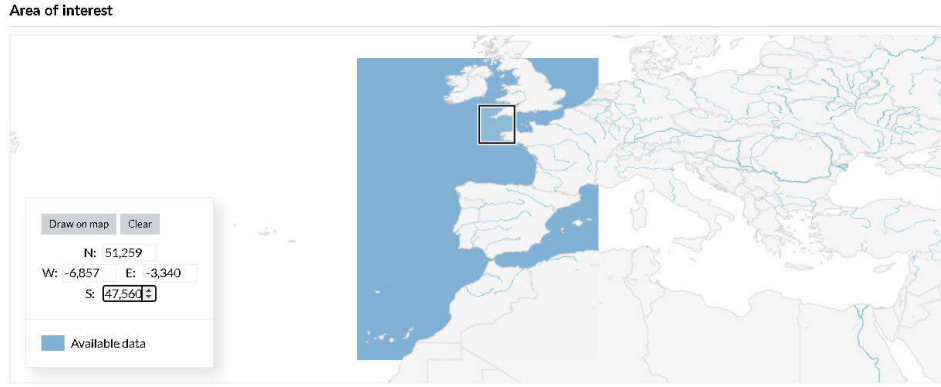 Area of interest
Draw on map Clear
N: 51,259
W: -6,857 E: -3,340
S: 47,560
Available data